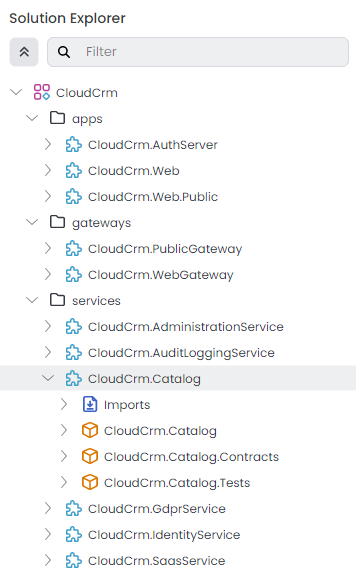 Solution Explorer
Filter
CloudCrm
apps
CloudCrm.AuthServer
CloudCrm.Web
CloudCrm.Web.Public
gateways
CloudCrm.PublicGateway
CloudCrm.WebGateway
services
CloudCrm.AdministrationService
CloudCrm.AuditLoggingService
CloudCrm.Catalog
Imports
CloudCrm.Catalog
CloudCrm.Catalog.Contracts
CloudCrm.Catalog.Tests
CloudCrm.GdprService
CloudCrm.IdentityService
CloudCrm.SaasService